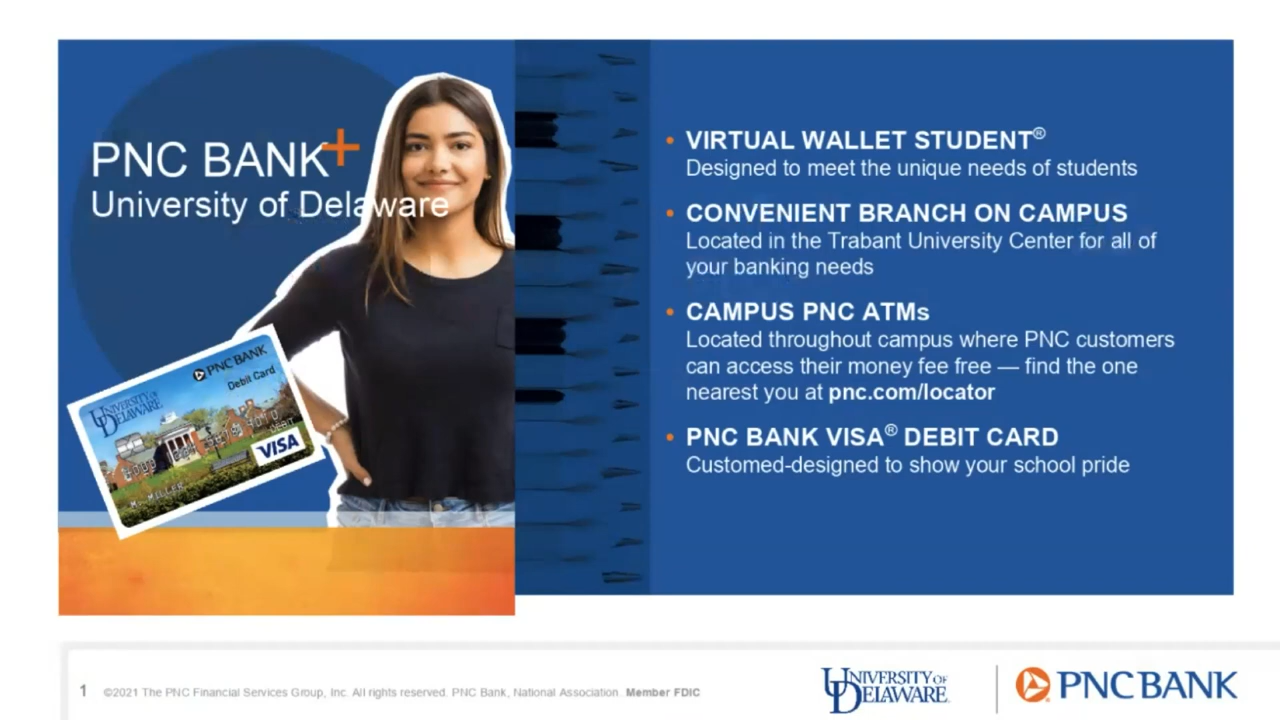 PNC BANK+
University of Delaware
PNC BANK
Debit Card
UNIVERSITY OF
DELAWARE
DEBIT
VISA
M. MILLER
• VIRTUAL WALLET STUDENT®
Designed to meet the unique needs of students
• CONVENIENT BRANCH ON CAMPUS
Located in the Trabant University Center for all of
your banking needs
• CAMPUS PNC ATMs
Located throughout campus where PNC customers
can access their money fee free — find the one
nearest you at pnc.com/locator
• PNC BANK VISA® DEBIT CARD
Customed-designed to show your school pride
1 ©2021 The PNC Financial Services Group, Inc. All rights reserved. PNC Bank, National Association. Member FDIC
UNIVERSITY OF
DELAWARE
PNC BANK